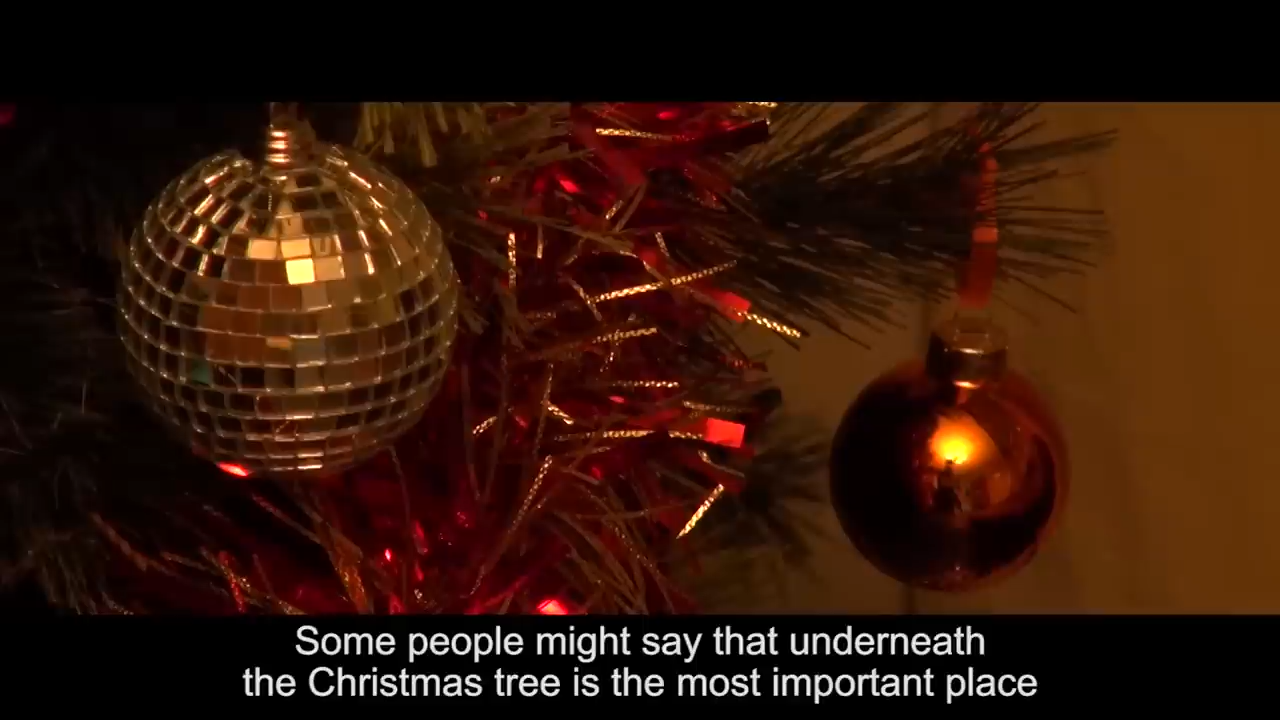 Some people might say that underneath
the Christmas tree is the most important place